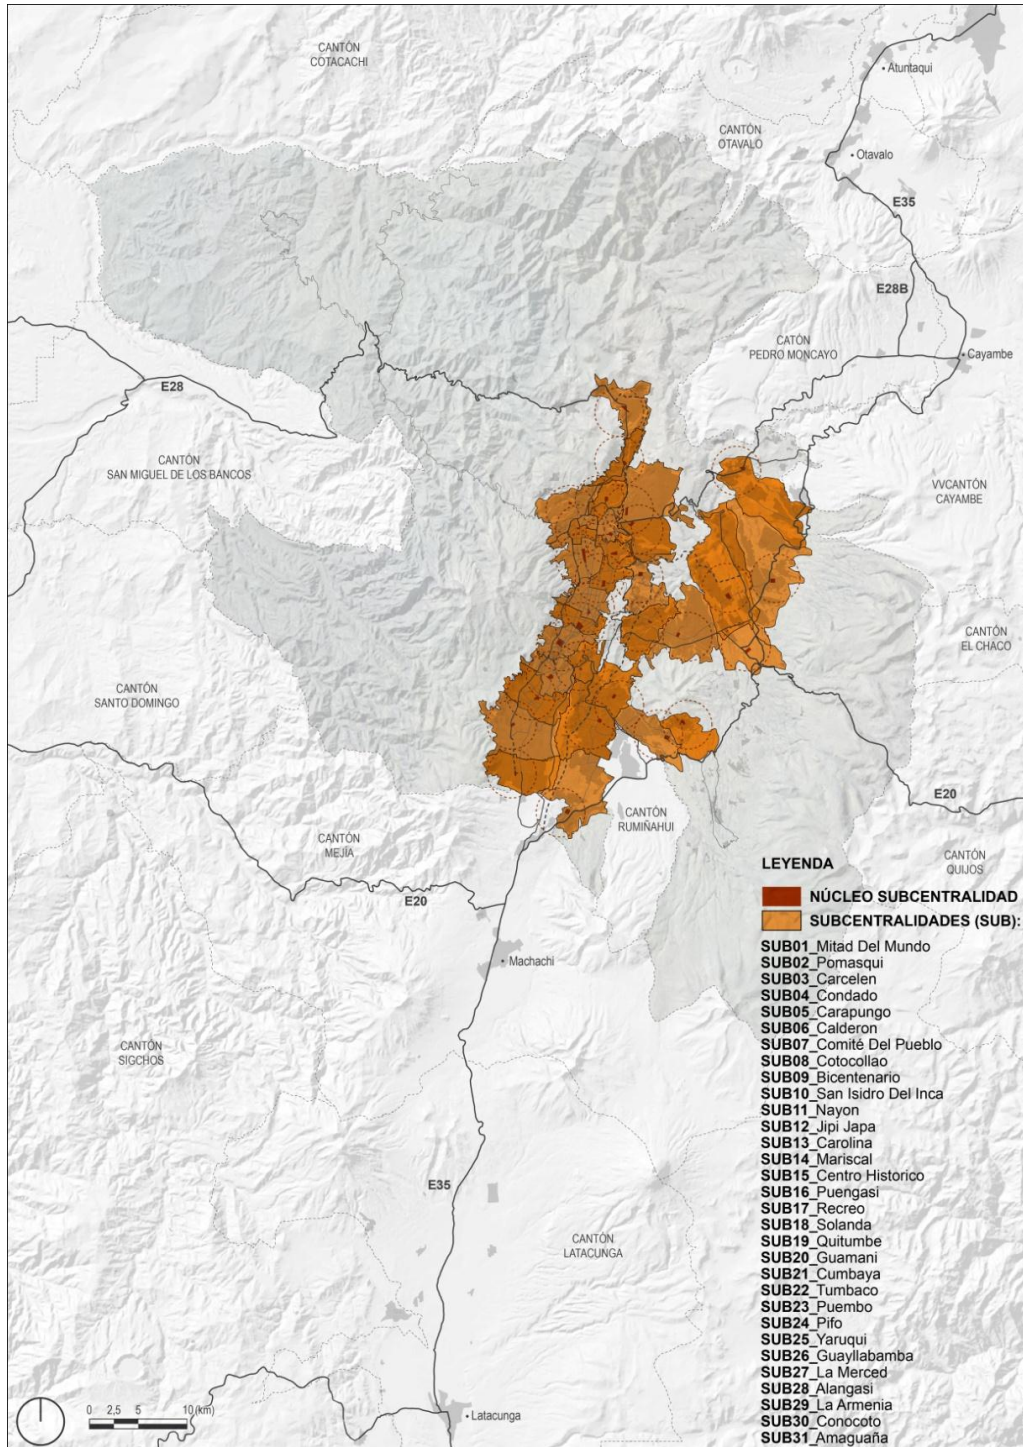 CANTÓN
COTACACHI
Atuntaqui
CANTÓN
OTAVALO
Otavalo
E35
E28B
CATÓN
PEDRO MONCAYO
Cayambe
E28
CANTÓN
SAN MIGUEL DE LOS BANCOS
VVCANTÓN
CAYAMBE
CANTÓN
EL CHACO
CANTÓN
SANTO DOMINGO
E20
CANTÓN
RUMIÑAHUI
CANTÓN
MEJÍA
CANTÓN
QUIJOS
E20
Machachi
CANTÓN
SIGCHOS
E35
CANTÓN
LATACUNGA
Latacunga
0 2,5 5 10 (km)
LEYENDA
NÚCLEO SUBCENTRALIDAD
SUBCENTRALIDADES (SUB):
SUB01_Mitad Del Mundo
SUB02_Pomasqui
SUB03_Carcelen
SUB04_Condado
SUB05_Carapungo
SUB06_Calderon
SUB07_Comité Del Pueblo
SUB08_Cotocollao
SUB09_Bicentenario
SUB10_San Isidro Del Inca
SUB11_Nayon
SUB12_Jipi Japa
SUB13_Carolina
SUB14_Mariscal
SUB15_Centro Historico
SUB16_Puengasi
SUB17_Recreo
SUB18_Solanda
SUB19_Quitumbe
SUB20_Guamani
SUB21_Cumbaya
SUB22_Tumbaco
SUB23_Puembo
SUB24_Pifo
SUB25_Yaruqui
SUB26_Guayllabamba
SUB27_La Merced
SUB28_Alangasi
SUB29_La Armenia
SUB30_Conocoto
SUB31_Amaguaña